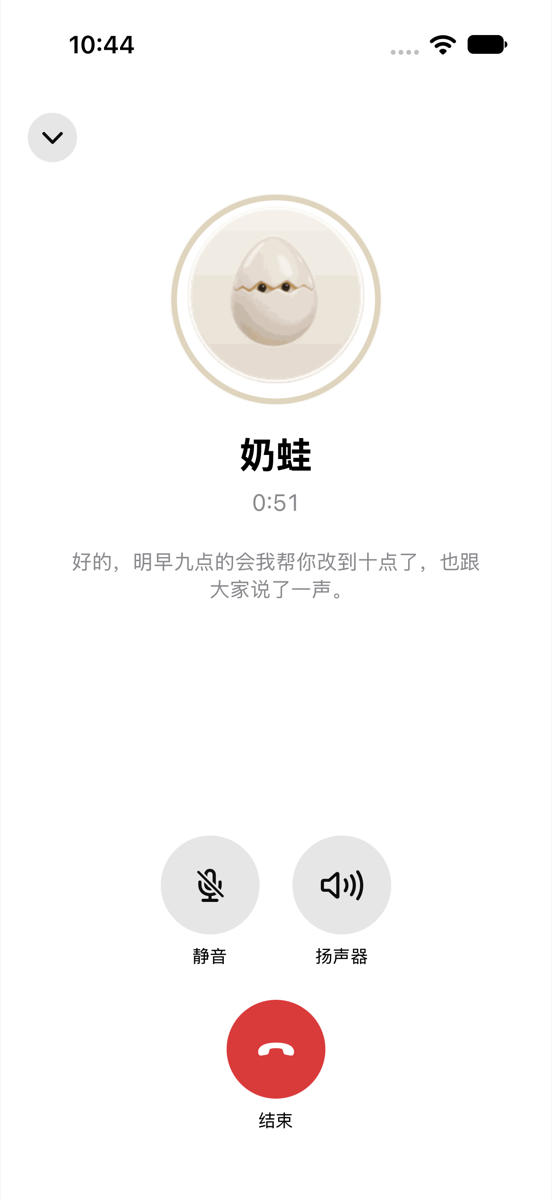 10:44
奶蛙
0:51
好的，明早九点的会我帮你改到十点了，也跟
大家说了一声。
静音
扬声器
结束